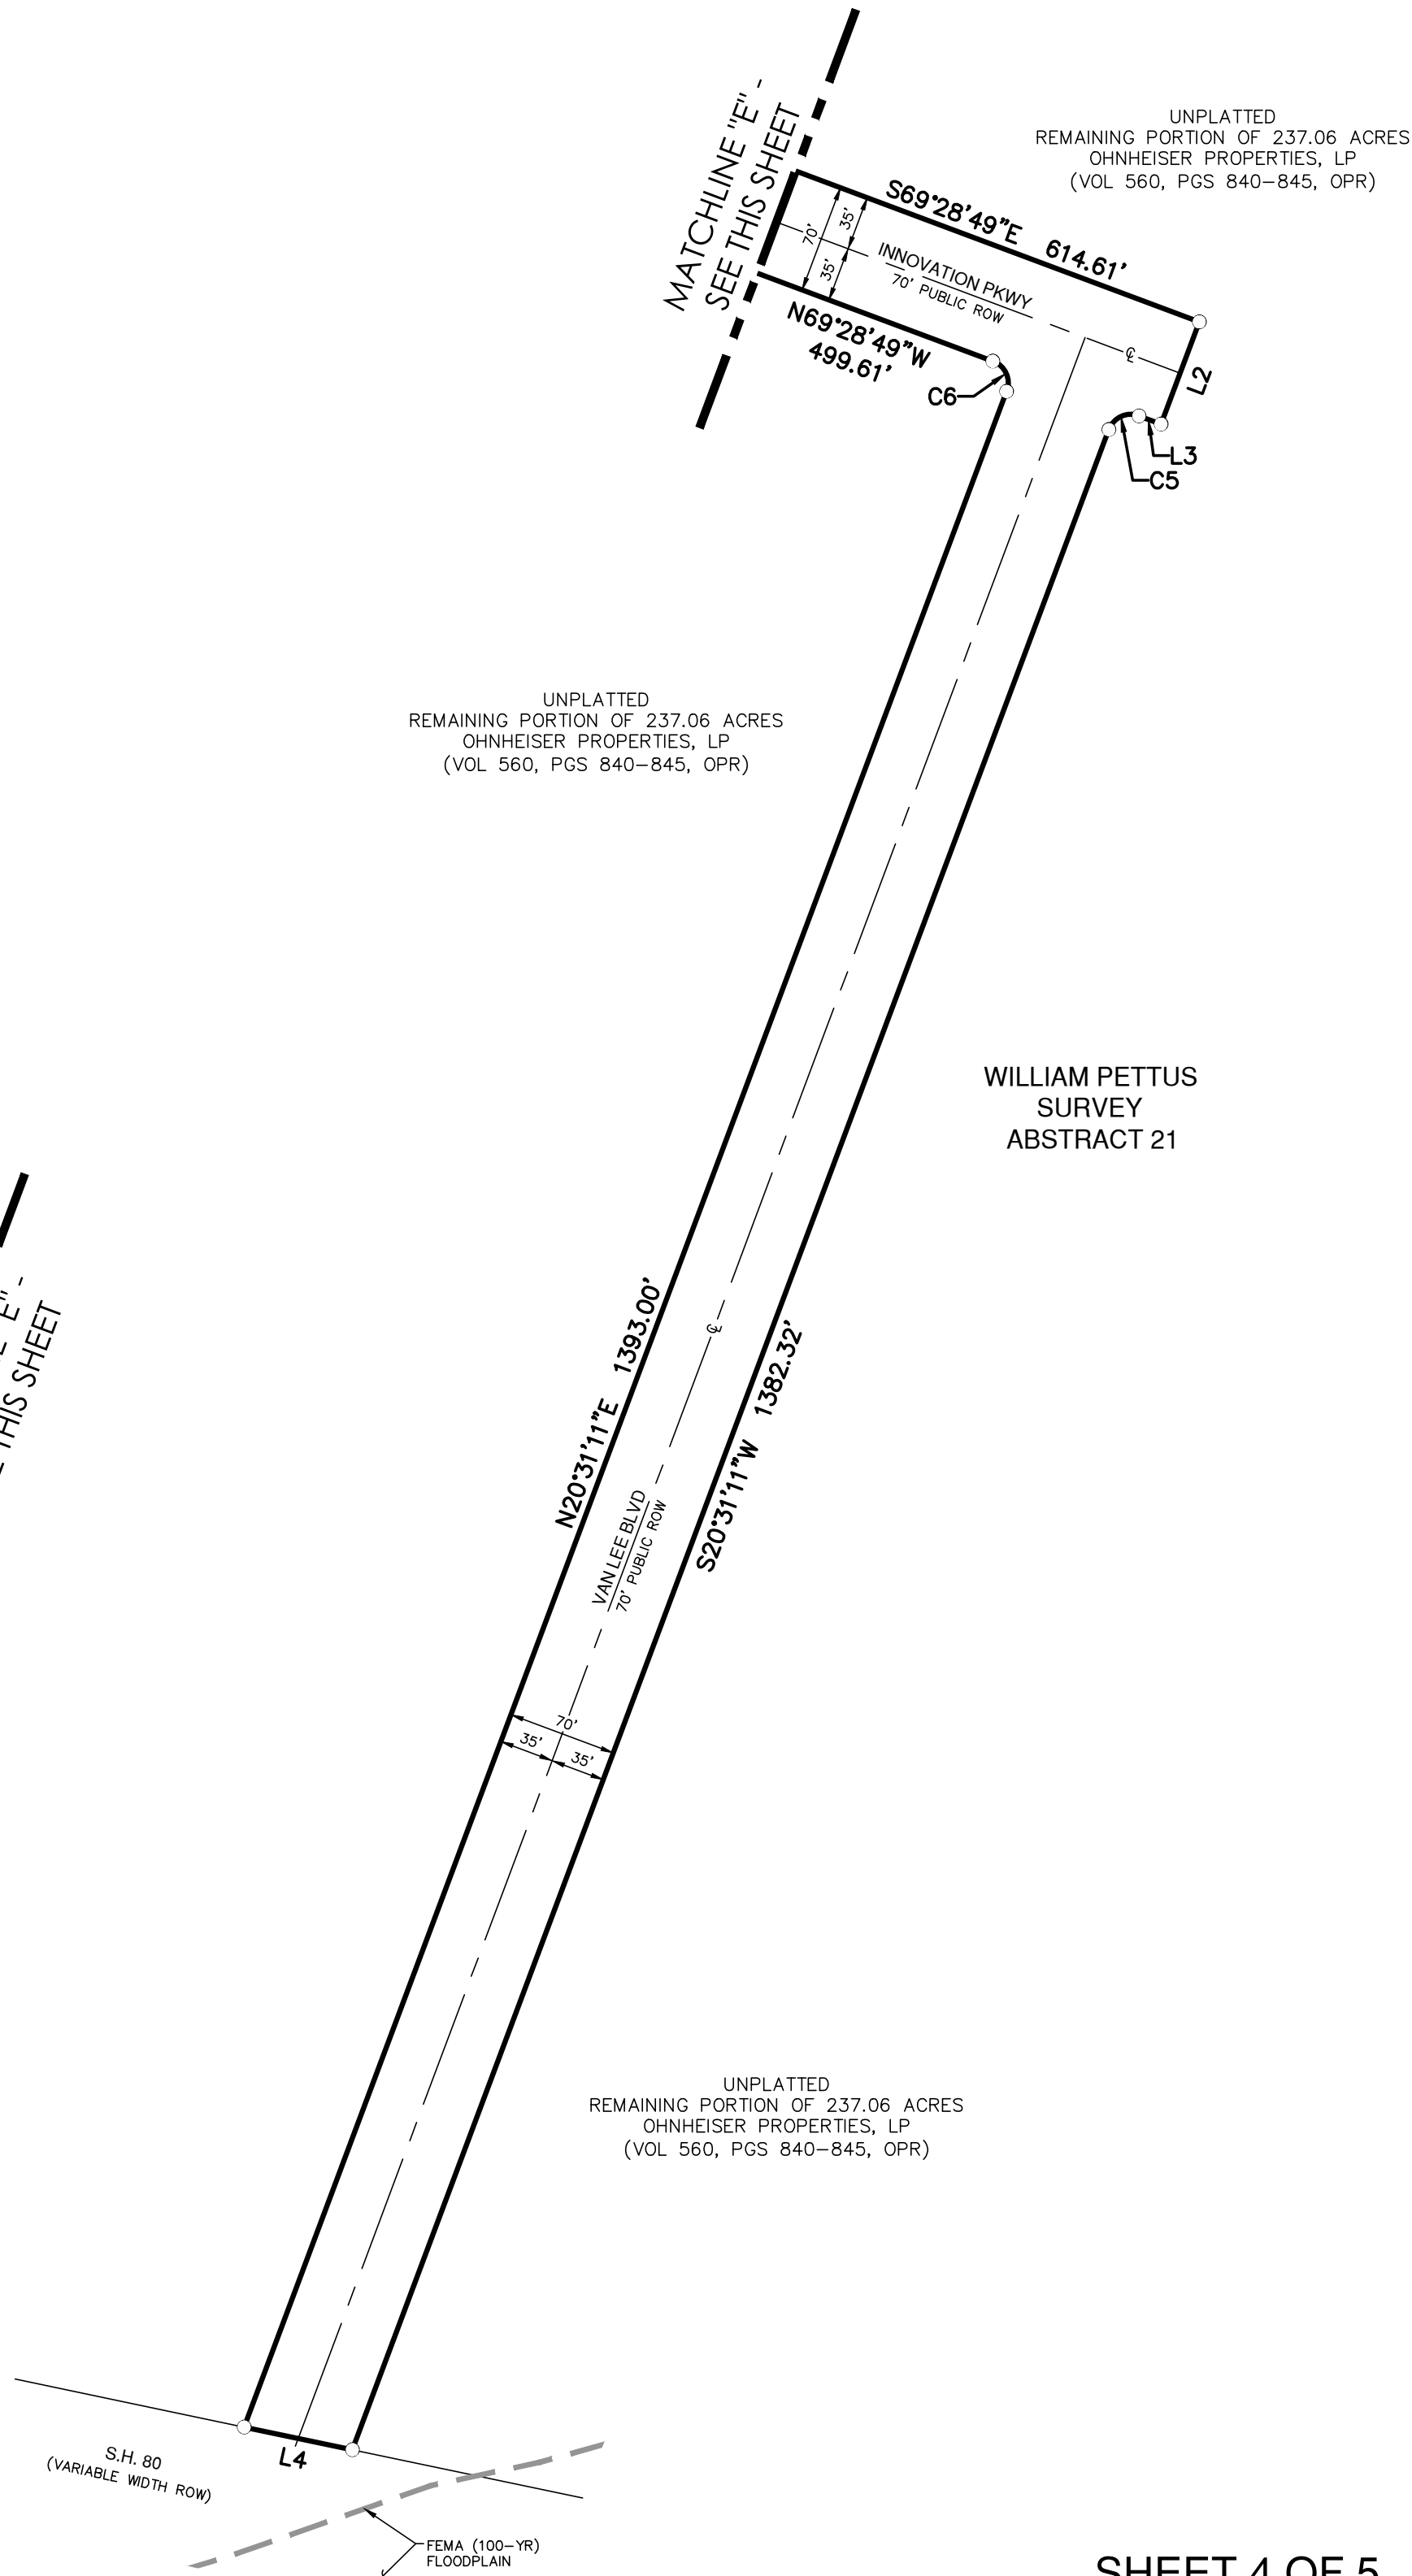 MATCHLINE "E" -
SEE THIS SHEET
UNPLATTED
REMAINING PORTION OF 237.06 ACRES
OHNHEISER PROPERTIES, LP
(VOL 560, PGS 840-845, OPR)
S69°28'49"E 614.61'
70'
35'
35'
INNOVATION PKWY
70' PUBLIC ROW
N69°28'49"W
499.61'
℄
L2
C6
L3
C5
UNPLATTED
REMAINING PORTION OF 237.06 ACRES
OHNHEISER PROPERTIES, LP
(VOL 560, PGS 840-845, OPR)
WILLIAM PETTUS
SURVEY
ABSTRACT 21
"E" -
THIS SHEET
N20°31'11"E 1393.00'
℄
S20°31'11"W 1382.32'
VAN LEE BLVD
70' PUBLIC ROW
70'
35'
35'
UNPLATTED
REMAINING PORTION OF 237.06 ACRES
OHNHEISER PROPERTIES, LP
(VOL 560, PGS 840-845, OPR)
S.H. 80
(VARIABLE WIDTH ROW)
L4
FEMA (100-YR)
FLOODPLAIN
SHEET 4 OF 5